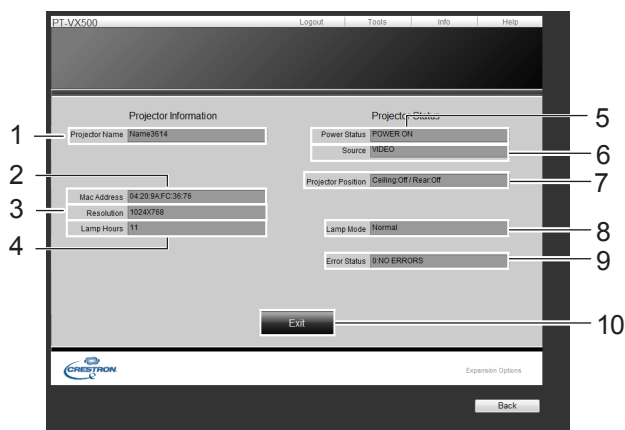 PT-VX500 Logout Tools Info Help
Projector Information Projector Status
1 Projector Name Name3614 Power Status POWER ON 5
Source VIDEO 6
2 Projector Position Ceiling:Off / Rear:Off 7
Mac Address 04:20:9A:FC:36:76
3 Resolution 1024X768
4 Lamp Hours 11 Lamp Mode Normal 8
Error Status 0:NO ERRORS 9
Exit 10
CRESTRON Expansion Options
Back